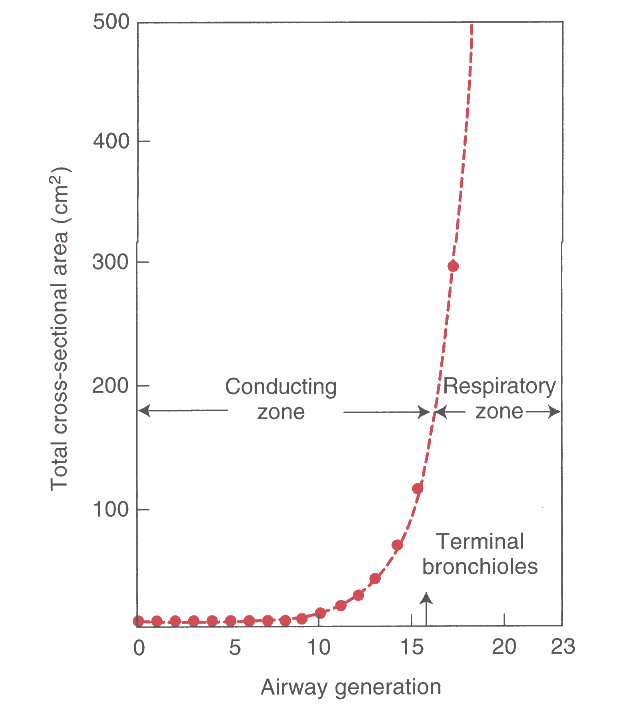 500
400
300
200
100
Total cross-sectional area (cm²)
Conducting
zone
Respiratory
zone
Terminal
bronchioles
0 5 10 15 20 23
Airway generation